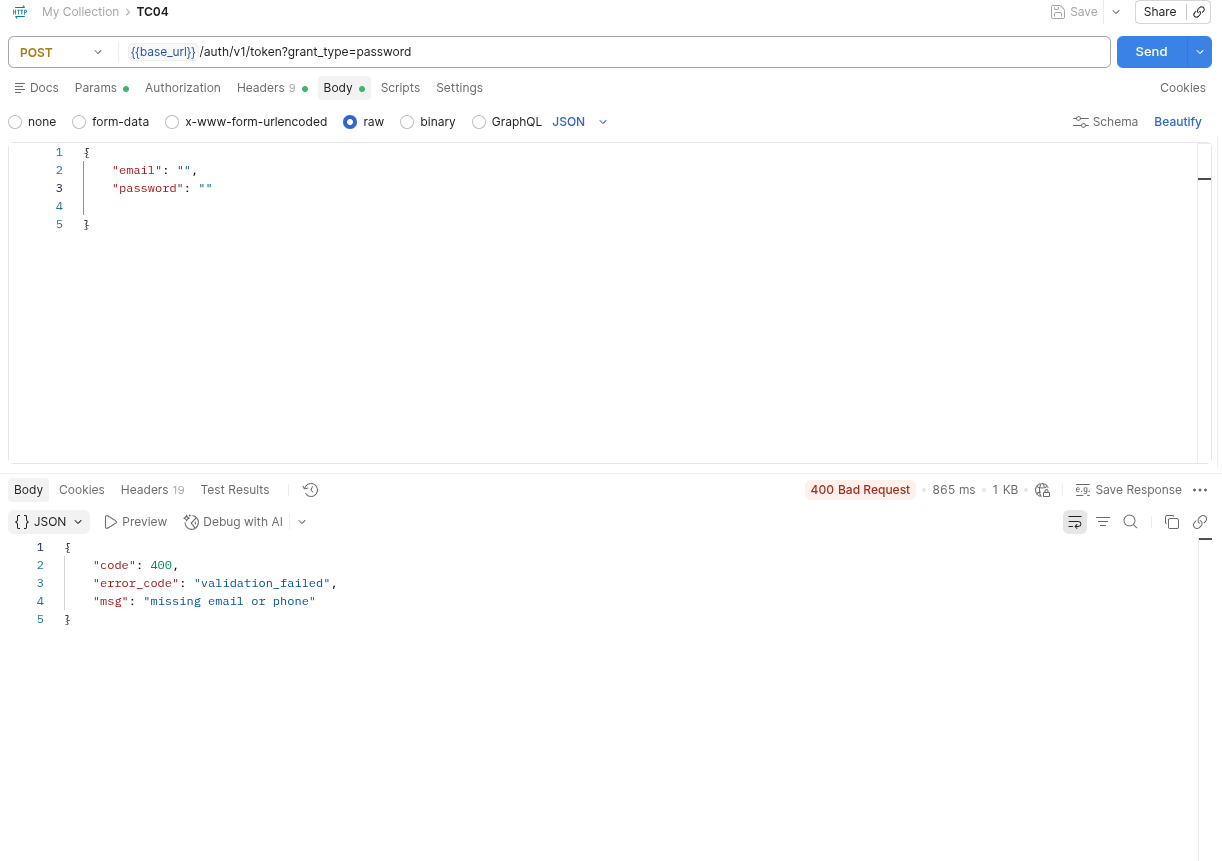 HTTP My Collection > TC04 Save Share
POST {{base_url}} /auth/v1/token?grant_type=password Send
Docs Params Authorization Headers 9 Body Scripts Settings Cookies
none form-data x-www-form-urlencoded raw binary GraphQL JSON Schema Beautify
1 {
2 "email": "",
3 "password": ""
4
5 }
Body Cookies Headers 19 Test Results 400 Bad Request 865 ms 1 KB e.g. Save Response
{ } JSON Preview Debug with AI
1 {
2 "code": 400,
3 "error_code": "validation_failed",
4 "msg": "missing email or phone"
5 }